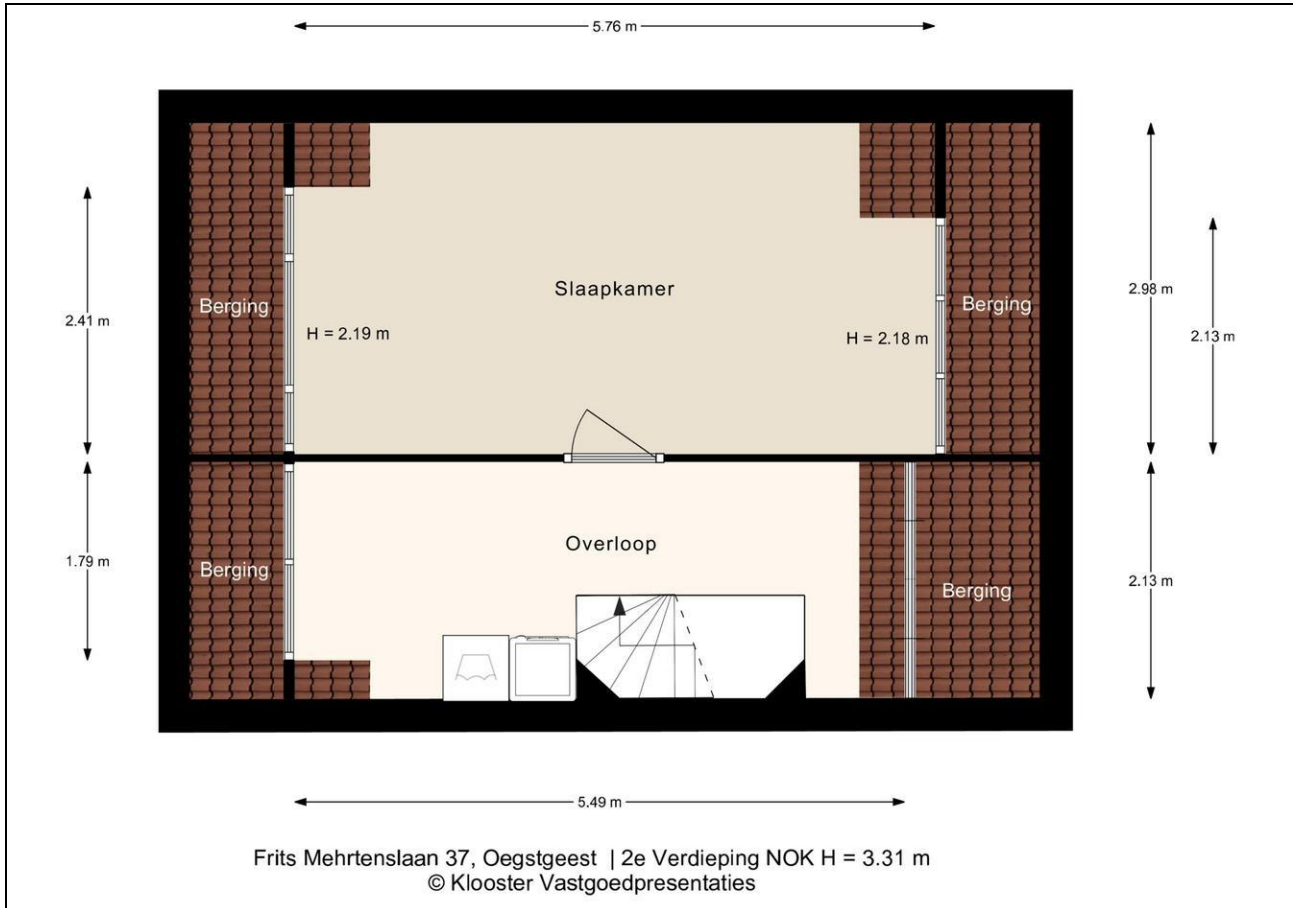 5.76 m
Slaapkamer
Berging
Berging
2.98 m
2.41 m
H = 2.19 m
H = 2.18 m
2.13 m
Overloop
1.79 m
Berging
Berging
2.13 m
5.49 m
Frits Mehrtenslaan 37, Oegstgeest | 2e Verdieping NOK H = 3.31 m
© Klooster Vastgoedpresentaties